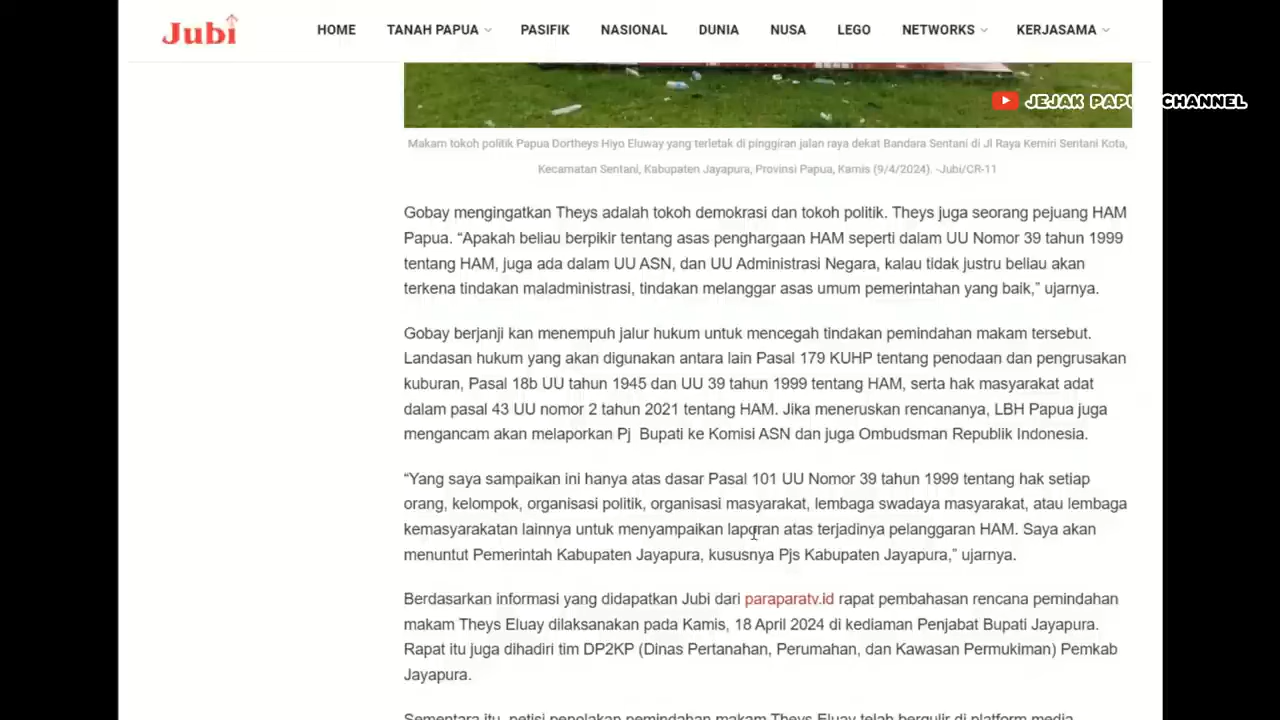 Jubi
HOME TANAH PAPUA PASIFIK NASIONAL DUNIA NUSA LEGO NETWORKS KERJASAMA
JEJAK PAPU CHANNEL
Makam tokoh politik Papua Dortheys Hiyo Eluway yang terletak di pinggiran jalan raya dekat Bandara Sentani di Jl Raya Kemiri Sentani Kota,
Kecamatan Sentani, Kabupaten Jayapura, Provinsi Papua, Kamis (9/4/2024). -Jubi/CR-11
Gobay mengingatkan Theys adalah tokoh demokrasi dan tokoh politik. Theys juga seorang pejuang HAM
Papua. “Apakah beliau berpikir tentang asas penghargaan HAM seperti dalam UU Nomor 39 tahun 1999
tentang HAM, juga ada dalam UU ASN, dan UU Administrasi Negara, kalau tidak justru beliau akan
terkena tindakan maladministrasi, tindakan melanggar asas umum pemerintahan yang baik,” ujarnya.
Gobay berjanji kan menempuh jalur hukum untuk mencegah tindakan pemindahan makam tersebut.
Landasan hukum yang akan digunakan antara lain Pasal 179 KUHP tentang penodaan dan pengrusakan
kuburan, Pasal 18b UU tahun 1945 dan UU 39 tahun 1999 tentang HAM, serta hak masyarakat adat
dalam pasal 43 UU nomor 2 tahun 2021 tentang HAM. Jika meneruskan rencananya, LBH Papua juga
mengancam akan melaporkan Pj Bupati ke Komisi ASN dan juga Ombudsman Republik Indonesia.
“Yang saya sampaikan ini hanya atas dasar Pasal 101 UU Nomor 39 tahun 1999 tentang hak setiap
orang, kelompok, organisasi politik, organisasi masyarakat, lembaga swadaya masyarakat, atau lembaga
kemasyarakatan lainnya untuk menyampaikan laporan atas terjadinya pelanggaran HAM. Saya akan
menuntut Pemerintah Kabupaten Jayapura, kususnya Pjs Kabupaten Jayapura,” ujarnya.
Berdasarkan informasi yang didapatkan Jubi dari paraparatv.id rapat pembahasan rencana pemindahan
makam Theys Eluay dilaksanakan pada Kamis, 18 April 2024 di kediaman Penjabat Bupati Jayapura.
Rapat itu juga dihadiri tim DP2KP (Dinas Pertanahan, Perumahan, dan Kawasan Permukiman) Pemkab
Jayapura.
Sementara itu, petisi penolakan pemindahan makam Theys Eluay telah bergulir di platform media